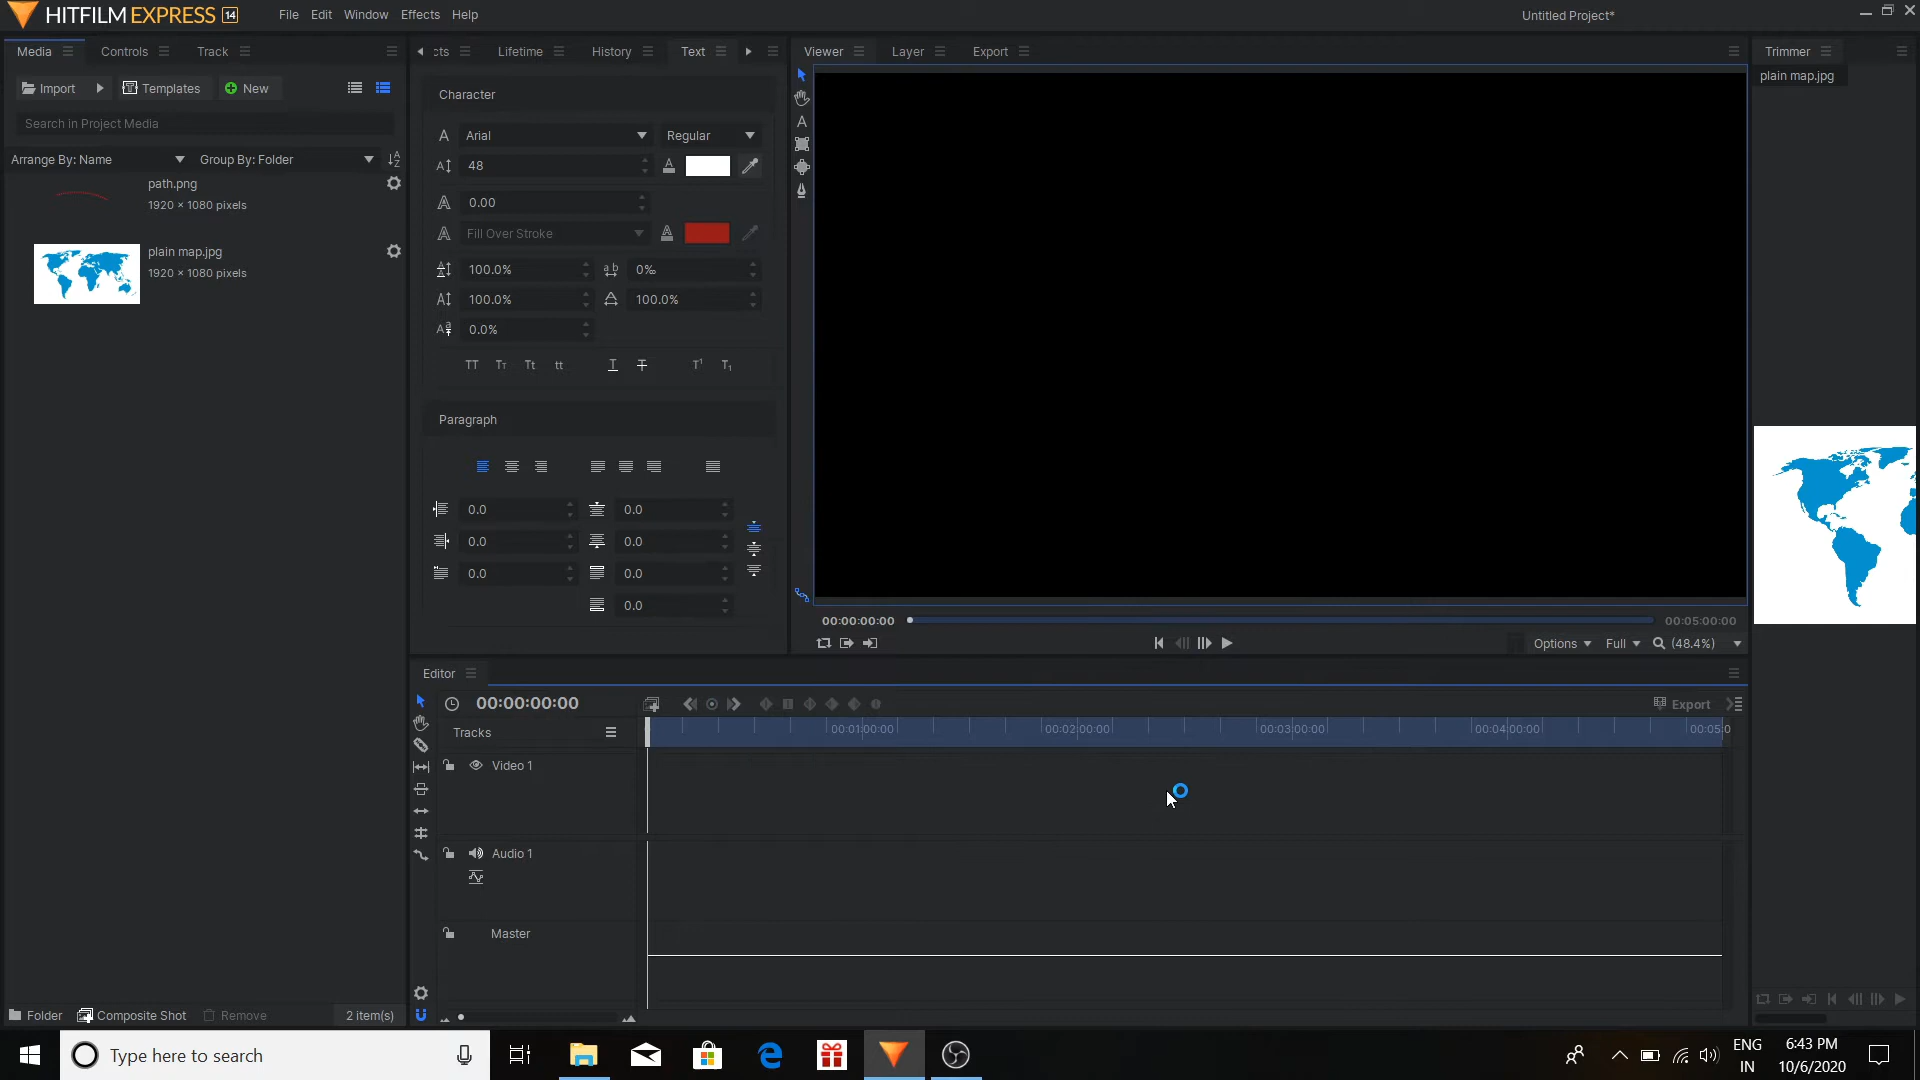 HITFILM EXPRESS 14
File Edit Window Effects Help
Untitled Project*
Media Controls Track
cts Lifetime History Text
Viewer Layer Export
Trimmer
Import Templates New
plain map.jpg
Character
Search in Project Media
Arial Regular
Arrange By: Name Group By: Folder
48
path.png
1920 × 1080 pixels
0.00
Fill Over Stroke
plain map.jpg
1920 × 1080 pixels
100.0% 0‰
100.0% 100.0%
0.0%
TT Tt Tt tt T T T1 T1
Paragraph
0.0 0.0
0.0 0.0
0.0 0.0
0.0
00:00:00:00 00:05:00:00
Options Full (48.4%)
Editor
00:00:00:00
Export
Tracks
00:01:00:00 00:02:00:00 00:03:00:00 00:04:00:00 00:05:0
Video 1
Audio 1
Master
Folder Composite Shot Remove 2 item(s)
Type here to search
ENG
IN
6:43 PM
10/6/2020